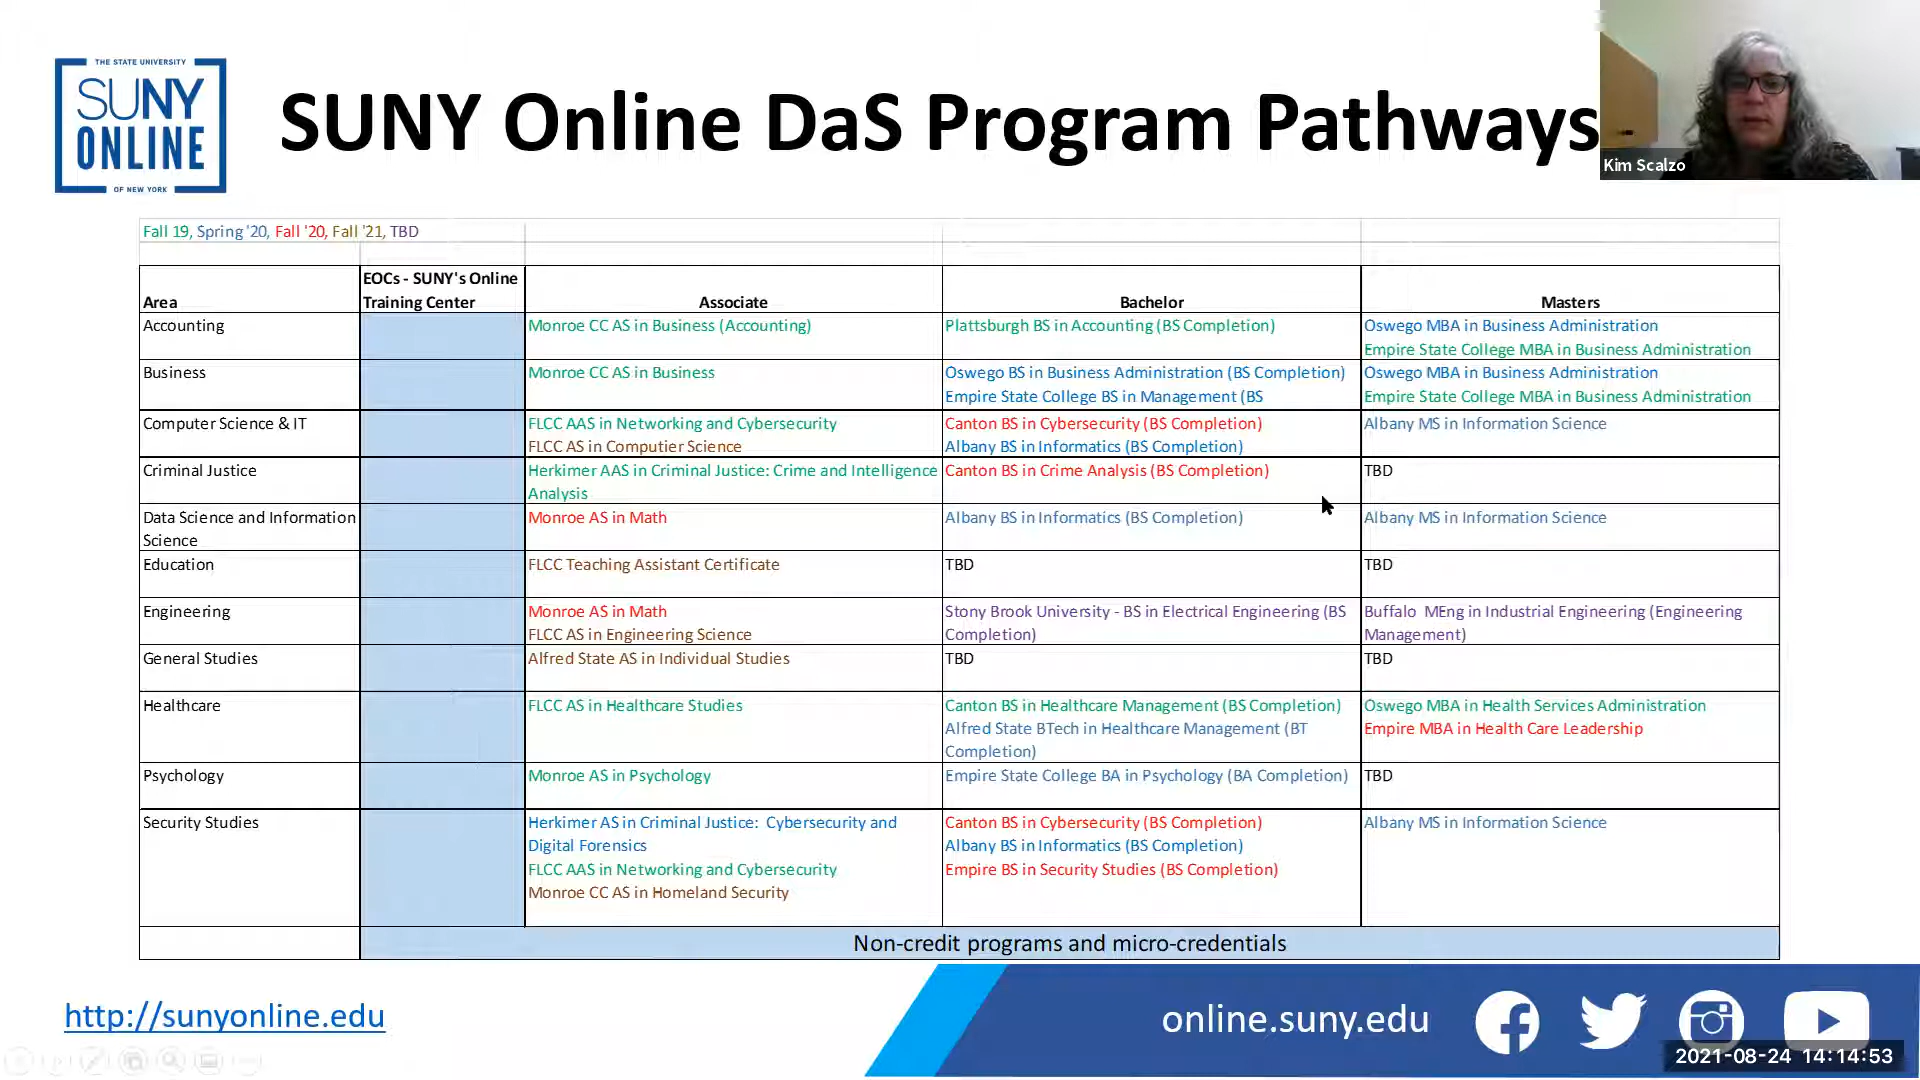 THE STATE UNIVERSITY
SUNY
ONLINE
OF NEW YORK
SUNY Online DaS Program Pathways
Kim Scalzo
Fall 19, Spring '20, Fall '20, Fall '21, TBD
EOCs - SUNY's Online
Area Training Center Associate Bachelor Masters
Accounting Monroe CC AS in Business (Accounting) Plattsburgh BS in Accounting (BS Completion) Oswego MBA in Business Administration
Empire State College MBA in Business Administration
Business Monroe CC AS in Business Oswego BS in Business Administration (BS Completion) Oswego MBA in Business Administration
Empire State College BS in Management (BS Empire State College MBA in Business Administration
Computer Science & IT FLCC AAS in Networking and Cybersecurity Canton BS in Cybersecurity (BS Completion) Albany MS in Information Science
FLCC AS in Computier Science Albany BS in Informatics (BS Completion)
Criminal Justice Herkimer AAS in Criminal Justice: Crime and Intelligence Canton BS in Crime Analysis (BS Completion) TBD
Analysis
Data Science and Information Monroe AS in Math Albany BS in Informatics (BS Completion) Albany MS in Information Science
Science
Education FLCC Teaching Assistant Certificate TBD TBD
Engineering Monroe AS in Math Stony Brook University - BS in Electrical Engineering (BS Buffalo MEng in Industrial Engineering (Engineering
FLCC AS in Engineering Science Completion) Management)
General Studies Alfred State AS in Individual Studies TBD TBD
Healthcare FLCC AS in Healthcare Studies Canton BS in Healthcare Management (BS Completion) Oswego MBA in Health Services Administration
Alfred State BTech in Healthcare Management (BT Empire MBA in Health Care Leadership
Completion)
Psychology Monroe AS in Psychology Empire State College BA in Psychology (BA Completion) TBD
Security Studies Herkimer AS in Criminal Justice: Cybersecurity and Canton BS in Cybersecurity (BS Completion) Albany MS in Information Science
Digital Forensics Albany BS in Informatics (BS Completion)
FLCC AAS in Networking and Cybersecurity Empire BS in Security Studies (BS Completion)
Monroe CC AS in Homeland Security
Non-credit programs and micro-credentials
http://sunyonline.edu
online.suny.edu
2021-08-24 14:14:53